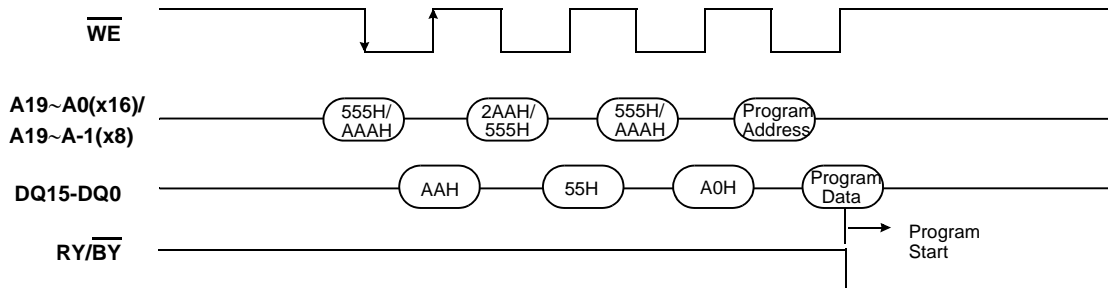 WE
A19~A0(x16)/
A19~A-1(x8)
555H/
AAAH
2AAH/
555H
555H/
AAAH
Program
Address
DQ15-DQ0
AAH
55H
A0H
Program
Data
RY/BY
Program
Start